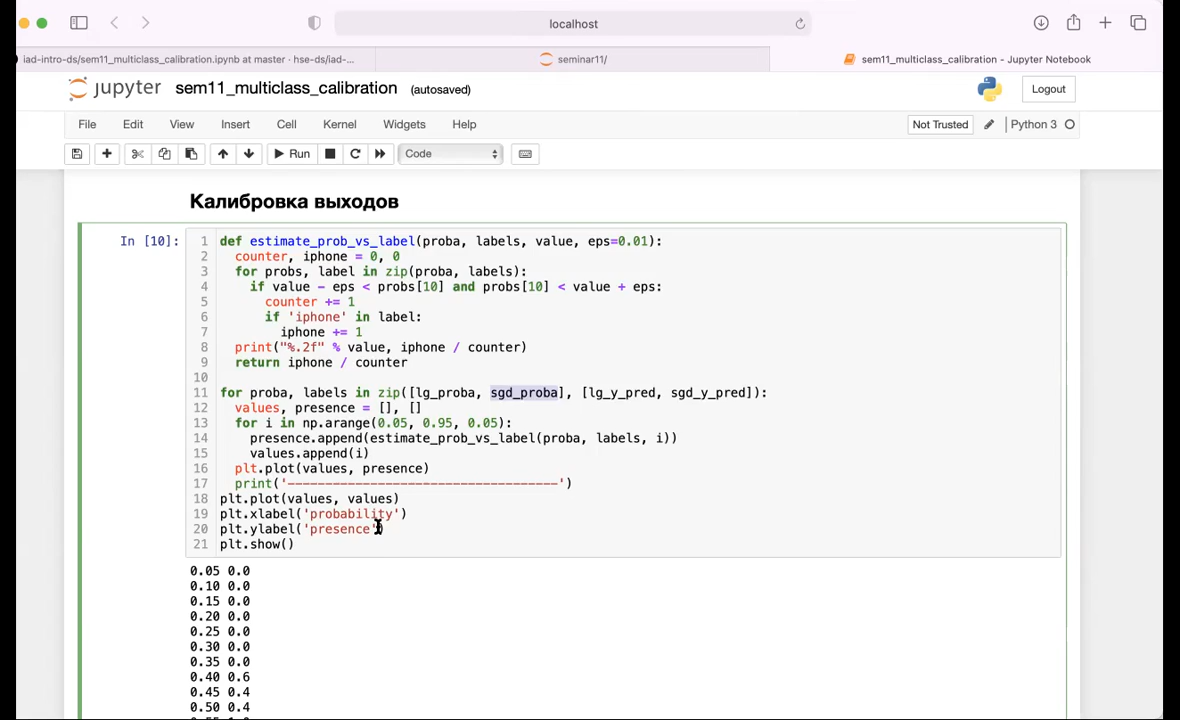 localhost
iad-intro-ds/sem11_multiclass_calibration.ipynb at master · hse-ds/iad-...
seminar11/
sem11_multiclass_calibration - Jupyter Notebook
jupyter sem11_multiclass_calibration (autosaved)
Logout
File Edit View Insert Cell Kernel Widgets Help
Not Trusted Python 3
Run Code
Калибровка выходов
In [10]:
1 def estimate_prob_vs_label(proba, labels, value, eps=0.01):
2   counter, iphone = 0, 0
3   for probs, label in zip(proba, labels):
4     if value - eps < probs[10] and probs[10] < value + eps:
5       counter += 1
6       if 'iphone' in label:
7         iphone += 1
8   print("%.2f" % value, iphone / counter)
9   return iphone / counter
10
11 for proba, labels in zip([lg_proba, sgd_proba], [lg_y_pred, sgd_y_pred]):
12   values, presence = [], []
13   for i in np.arange(0.05, 0.95, 0.05):
14     presence.append(estimate_prob_vs_label(proba, labels, i))
15     values.append(i)
16   plt.plot(values, presence)
17   print('------------------------------------')
18 plt.plot(values, values)
19 plt.xlabel('probability')
20 plt.ylabel('presence')
21 plt.show()
0.05 0.0
0.10 0.0
0.15 0.0
0.20 0.0
0.25 0.0
0.30 0.0
0.35 0.0
0.40 0.6
0.45 0.4
0.50 0.4